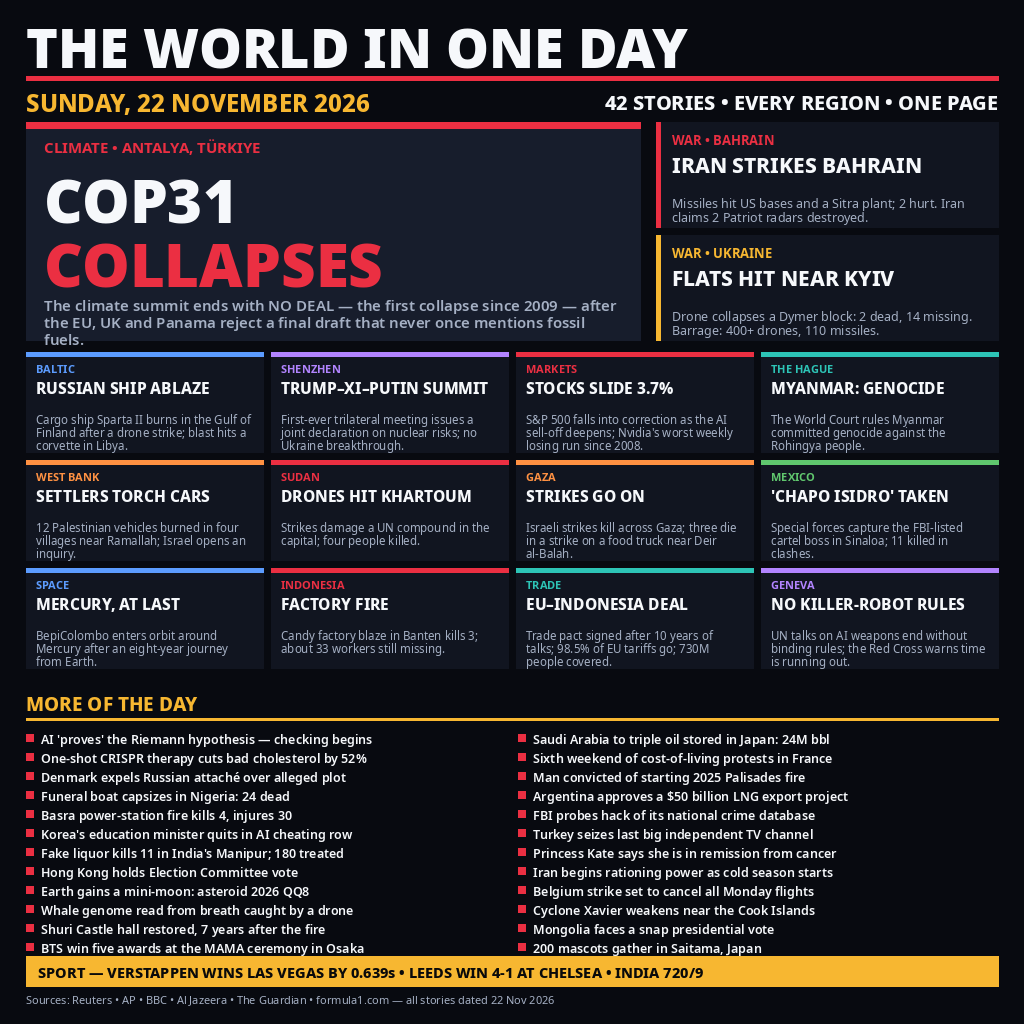 THE WORLD IN ONE DAY
SUNDAY, 22 NOVEMBER 2026
42 STORIES • EVERY REGION • ONE PAGE
CLIMATE • ANTALYA, TÜRKIYE
COP31
COLLAPSES
The climate summit ends with NO DEAL — the first collapse since 2009 — after
the EU, UK and Panama reject a final draft that never once mentions fossil
fuels.
WAR • BAHRAIN
IRAN STRIKES BAHRAIN
Missiles hit US bases and a Sitra plant; 2 hurt. Iran
claims 2 Patriot radars destroyed.
WAR • UKRAINE
FLATS HIT NEAR KYIV
Drone collapses a Dymer block: 2 dead, 14 missing.
Barrage: 400+ drones, 110 missiles.
BALTIC
RUSSIAN SHIP ABLAZE
Cargo ship Sparta II burns in the Gulf of
Finland after a drone strike; blast hits a
corvette in Libya.
SHENZHEN
TRUMP–XI–PUTIN SUMMIT
First-ever trilateral meeting issues a
joint declaration on nuclear risks; no
Ukraine breakthrough.
MARKETS
STOCKS SLIDE 3.7%
S&P 500 falls into correction as the AI
sell-off deepens; Nvidia's worst weekly
losing run since 2008.
THE HAGUE
MYANMAR: GENOCIDE
The World Court rules Myanmar
committed genocide against the
Rohingya people.
WEST BANK
SETTLERS TORCH CARS
12 Palestinian vehicles burned in four
villages near Ramallah; Israel opens an
inquiry.
SUDAN
DRONES HIT KHARTOUM
Strikes damage a UN compound in the
capital; four people killed.
GAZA
STRIKES GO ON
Israeli strikes kill across Gaza; three die
in a strike on a food truck near Deir
al-Balah.
MEXICO
'CHAPO ISIDRO' TAKEN
Special forces capture the FBI-listed
cartel boss in Sinaloa; 11 killed in
clashes.
SPACE
MERCURY, AT LAST
BepiColombo enters orbit around
Mercury after an eight-year journey
from Earth.
INDONESIA
FACTORY FIRE
Candy factory blaze in Banten kills 3;
about 33 workers still missing.
TRADE
EU–INDONESIA DEAL
Trade pact signed after 10 years of
talks; 98.5% of EU tariffs go; 730M
people covered.
GENEVA
NO KILLER-ROBOT RULES
UN talks on AI weapons end without
binding rules; the Red Cross warns time
is running out.
MORE OF THE DAY
AI 'proves' the Riemann hypothesis — checking begins
One-shot CRISPR therapy cuts bad cholesterol by 52%
Denmark expels Russian attaché over alleged plot
Funeral boat capsizes in Nigeria: 24 dead
Basra power-station fire kills 4, injures 30
Korea's education minister quits in AI cheating row
Fake liquor kills 11 in India's Manipur; 180 treated
Hong Kong holds Election Committee vote
Earth gains a mini-moon: asteroid 2026 QQ8
Whale genome read from breath caught by a drone
Shuri Castle hall restored, 7 years after the fire
BTS win five awards at the MAMA ceremony in Osaka
Saudi Arabia to triple oil stored in Japan: 24M bbl
Sixth weekend of cost-of-living protests in France
Man convicted of starting 2025 Palisades fire
Argentina approves a $50 billion LNG export project
FBI probes hack of its national crime database
Turkey seizes last big independent TV channel
Princess Kate says she is in remission from cancer
Iran begins rationing power as cold season starts
Belgium strike set to cancel all Monday flights
Cyclone Xavier weakens near the Cook Islands
Mongolia faces a snap presidential vote
200 mascots gather in Saitama, Japan
SPORT — VERSTAPPEN WINS LAS VEGAS BY 0.639s • LEEDS WIN 4-1 AT CHELSEA • INDIA 720/9
Sources: Reuters • AP • BBC • Al Jazeera • The Guardian • formula1.com — all stories dated 22 Nov 2026